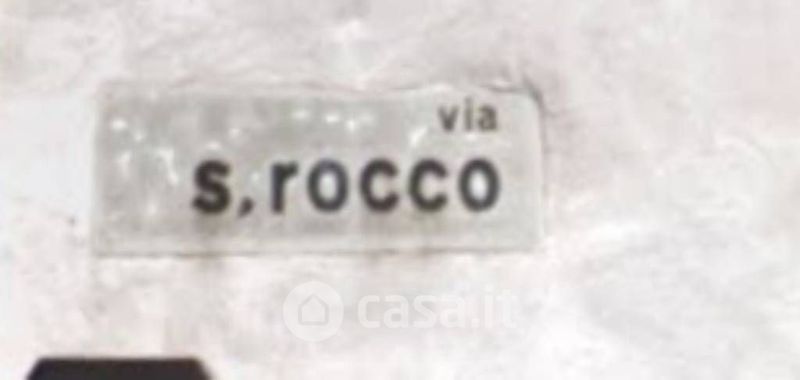 via
s. rocco
casa.it